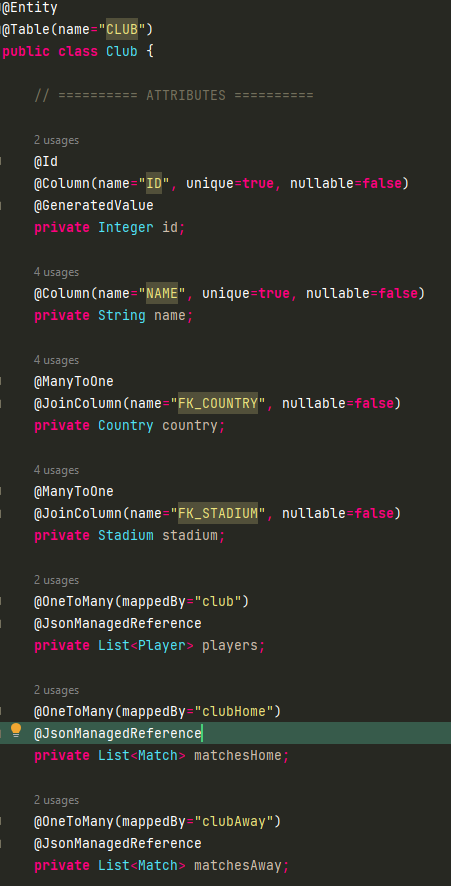 @Entity
@Table(name="CLUB")
public class Club {
// ========== ATTRIBUTES ==========
2 usages
@Id
@Column(name="ID", unique=true, nullable=false)
@GeneratedValue
private Integer id;
4 usages
@Column(name="NAME", unique=true, nullable=false)
private String name;
4 usages
@ManyToOne
@JoinColumn(name="FK_COUNTRY", nullable=false)
private Country country;
4 usages
@ManyToOne
@JoinColumn(name="FK_STADIUM", nullable=false)
private Stadium stadium;
2 usages
@OneToMany(mappedBy="club")
@JsonManagedReference
private List<Player> players;
2 usages
@OneToMany(mappedBy="clubHome")
@JsonManagedReference
private List<Match> matchesHome;
2 usages
@OneToMany(mappedBy="clubAway")
@JsonManagedReference
private List<Match> matchesAway;